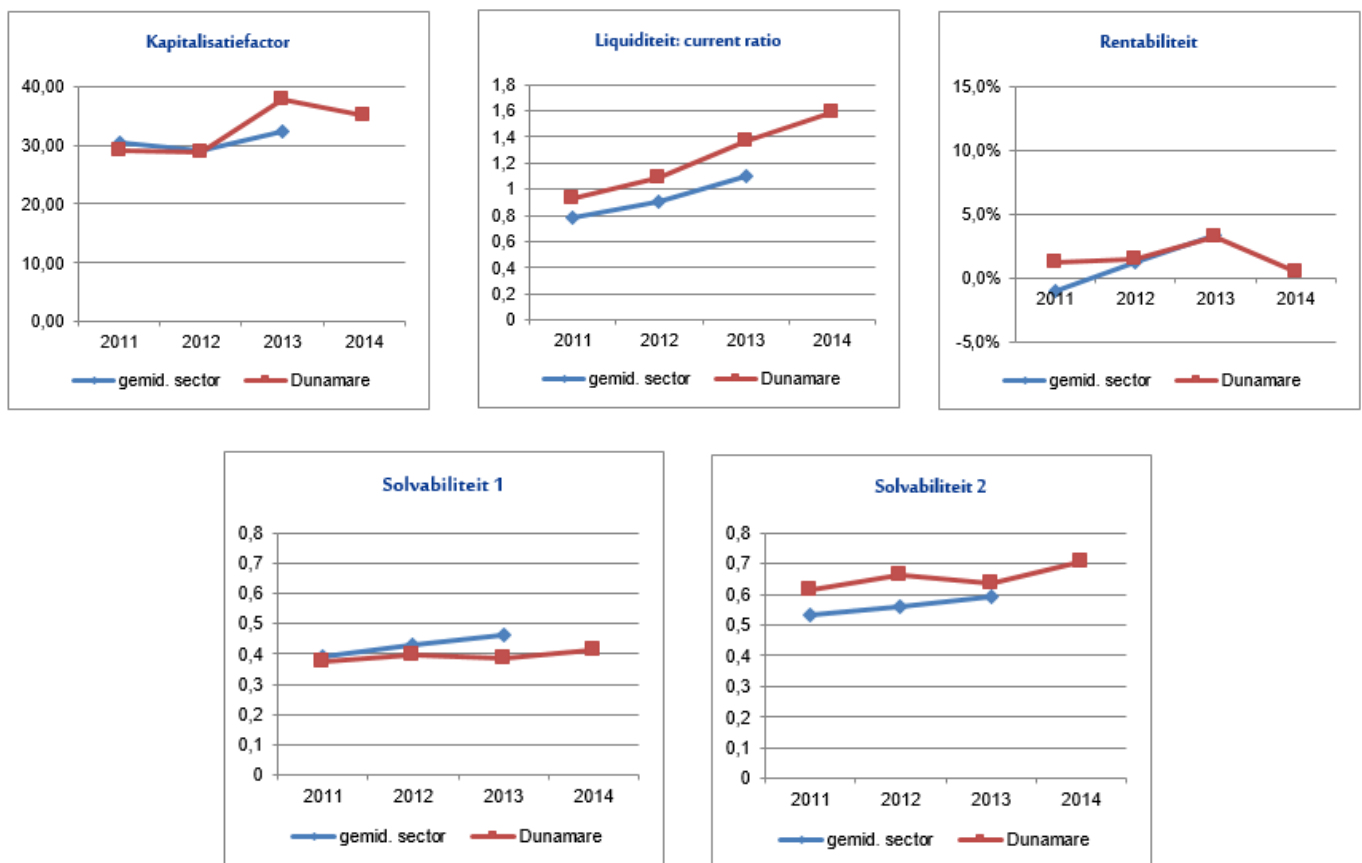 Kapitalisatiefactor
40,00
30,00
20,00
10,00
0,00
2011 2012 2013 2014
gemid. sector Dunamare
Liquiditeit: current ratio
1,8
1,6
1,4
1,2
1
0,8
0,6
0,4
0,2
0
2011 2012 2013 2014
gemid. sector Dunamare
Rentabiliteit
15,0%
10,0%
5,0%
0,0%
2011 2012 2013 2014
-5,0%
gemid. sector Dunamare
Solvabiliteit 1
0,8
0,7
0,6
0,5
0,4
0,3
0,2
0,1
0
2011 2012 2013 2014
gemid. sector Dunamare
Solvabiliteit 2
0,8
0,7
0,6
0,5
0,4
0,3
0,2
0,1
0
2011 2012 2013 2014
gemid. sector Dunamare